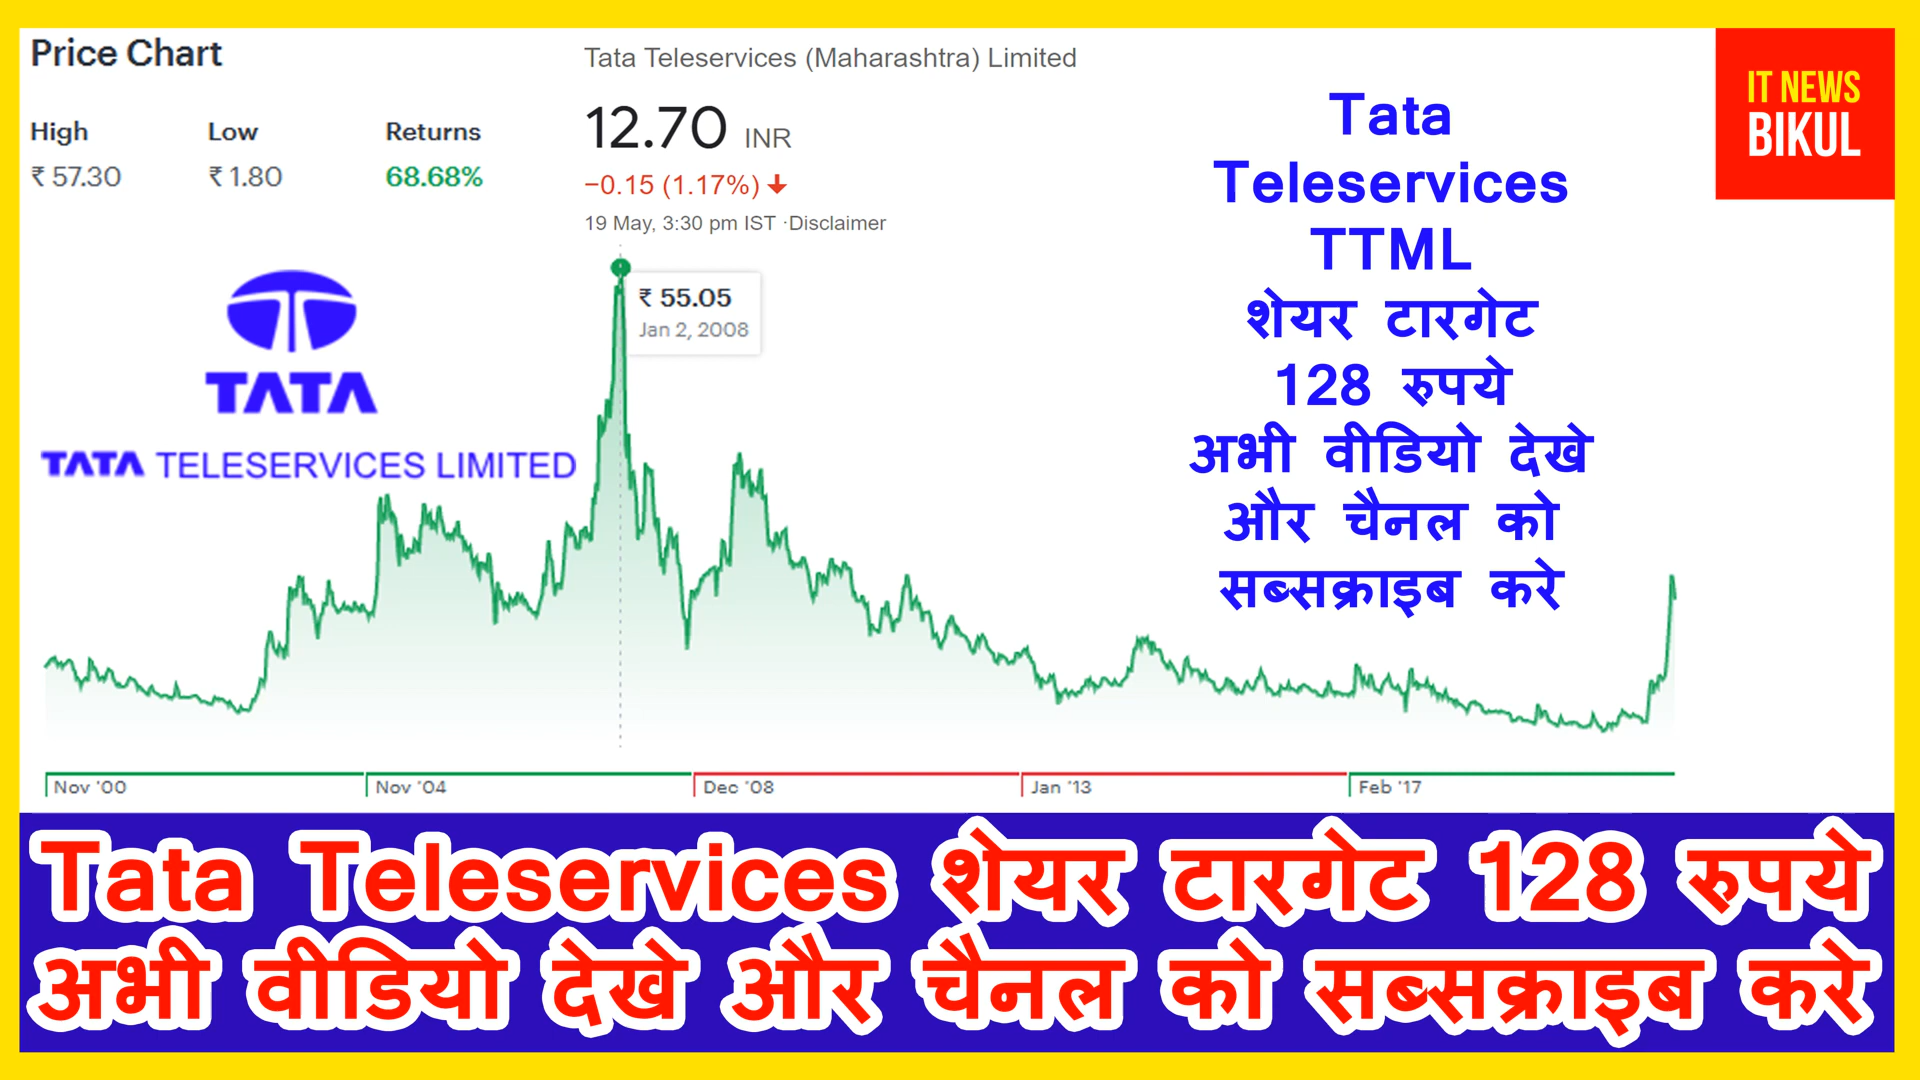 Price Chart
High
Low
Returns
₹ 57.30
₹ 1.80
68.68%
Tata Teleservices (Maharashtra) Limited
12.70 INR
−0.15 (1.17%)
19 May, 3:30 pm IST ·Disclaimer
IT NEWS
BIKUL
Tata
Teleservices
TTML
शेयर टारगेट
128 रुपये
अभी वीडियो देखे
और चैनल को
सब्सक्राइब करे
₹ 55.05
Jan 2, 2008
TATA
TATA TELESERVICES LIMITED
Nov '00
Nov '04
Dec '08
Jan '13
Feb '17
Tata Teleservices शेयर टारगेट 128 रुपये
अभी वीडियो देखे और चैनल को सब्सक्राइब करे